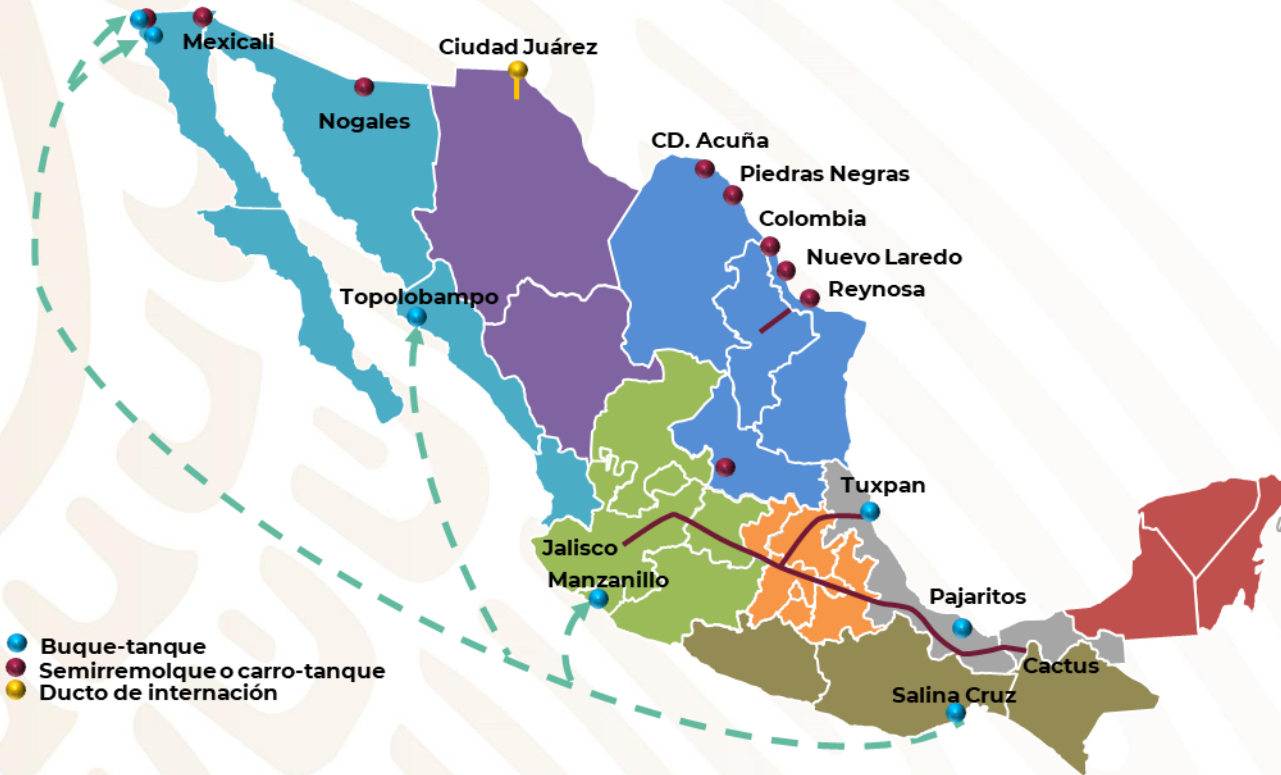 Mexicali
Ciudad Juárez
Nogales
CD. Acuña
Piedras Negras
Colombia
Nuevo Laredo
Reynosa
Topolobampo
Tuxpan
Jalisco
Manzanillo
Pajaritos
Cactus
Salina Cruz
Buque-tanque
Semirremolque o carro-tanque
Ducto de internación